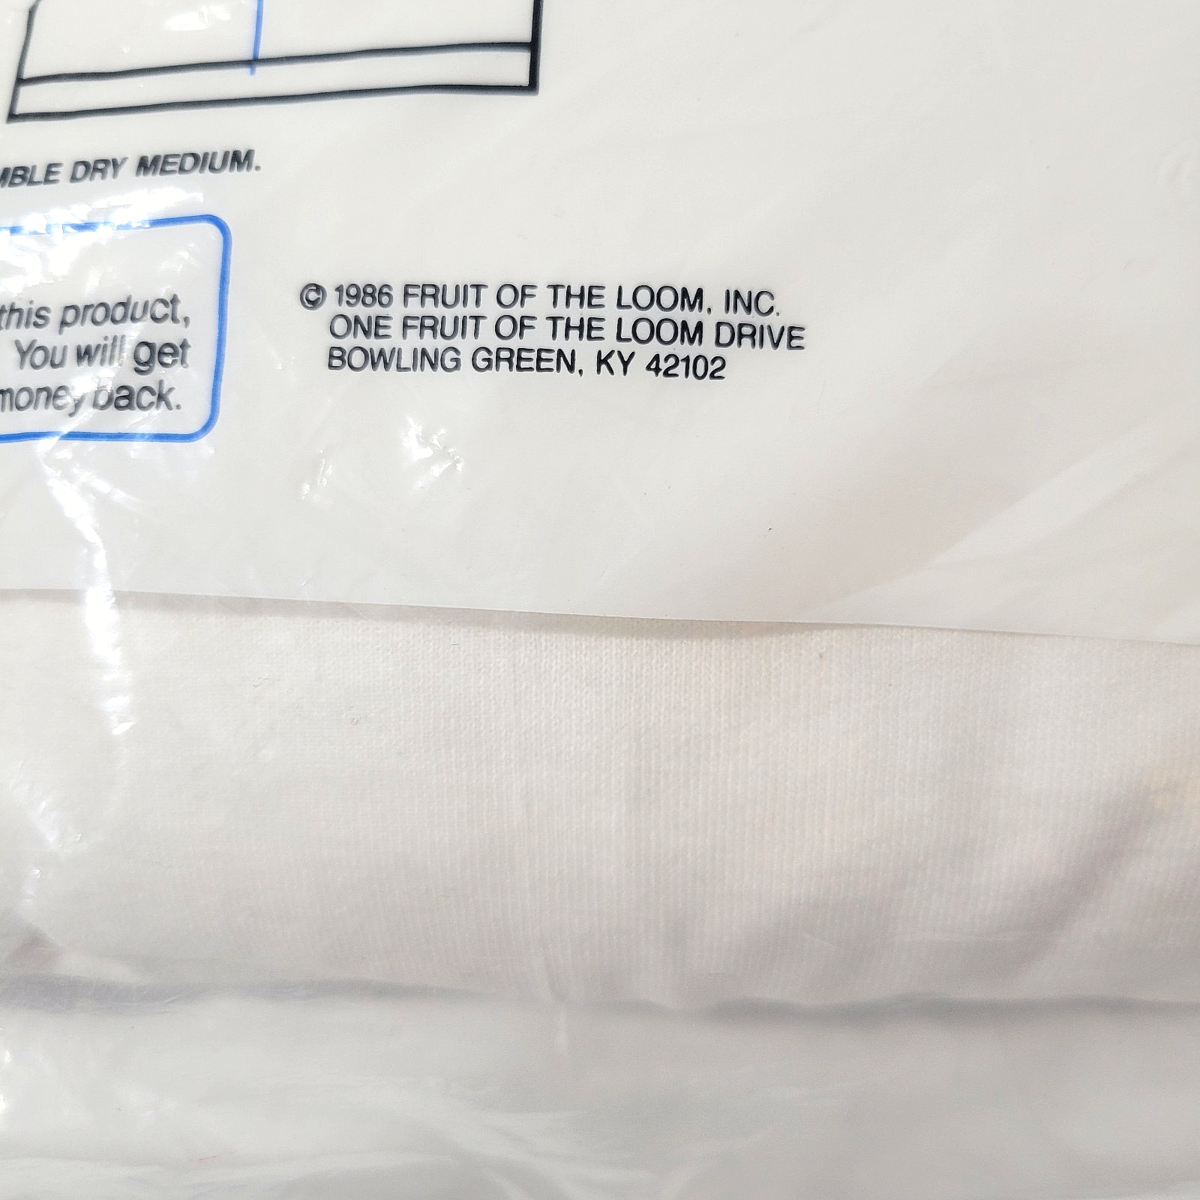 DRY MEDIUM.
this product,
You will get
money back.
© 1986 FRUIT OF THE LOOM, INC.
ONE FRUIT OF THE LOOM DRIVE
BOWLING GREEN, KY 42102